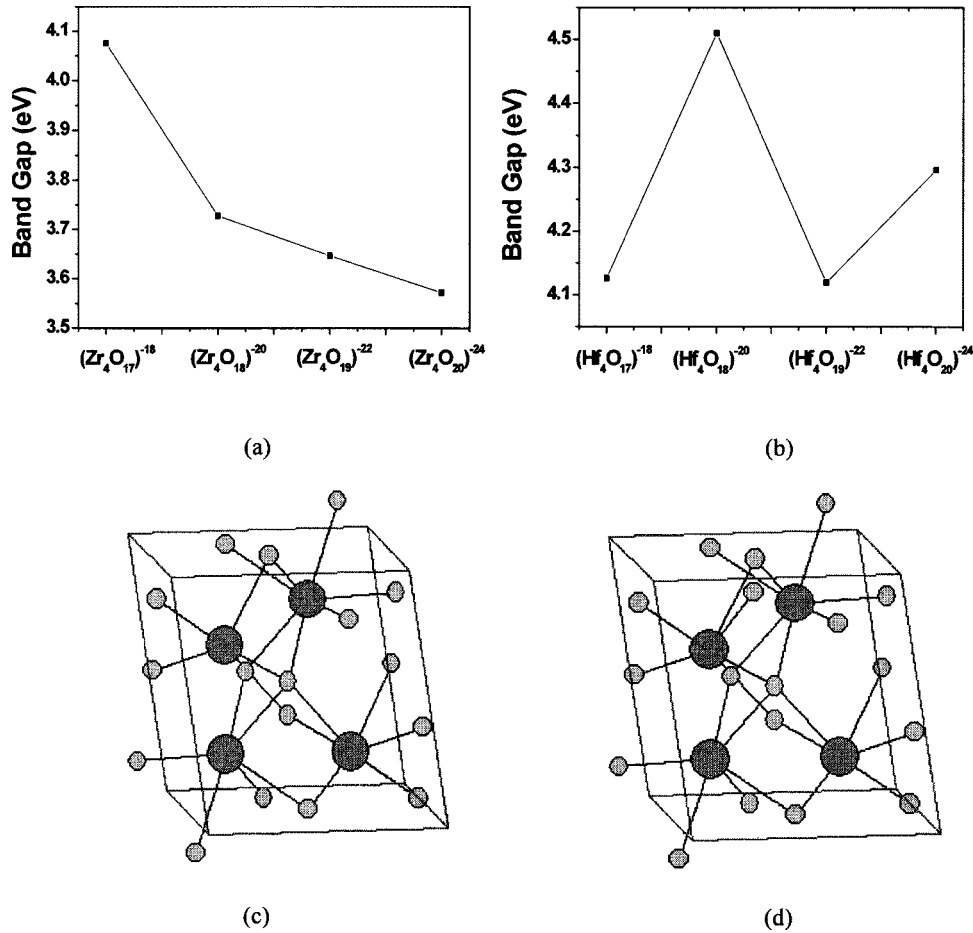 4.1
4.0
3.9
3.8
3.7
3.6
3.5
Band Gap (eV)
(Zr₄O₁₇)⁻¹⁸ (Zr₄O₁₈)⁻²⁰ (Zr₄O₁₉)⁻²² (Zr₄O₂₀)⁻²⁴
(a)
4.5
4.4
4.3
4.2
4.1
Band Gap (eV)
(Hf₄O₁₇)⁻¹⁸ (Hf₄O₁₈)⁻²⁰ (Hf₄O₁₉)⁻²² (Hf₄O₂₀)⁻²⁴
(b)
(c)
(d)